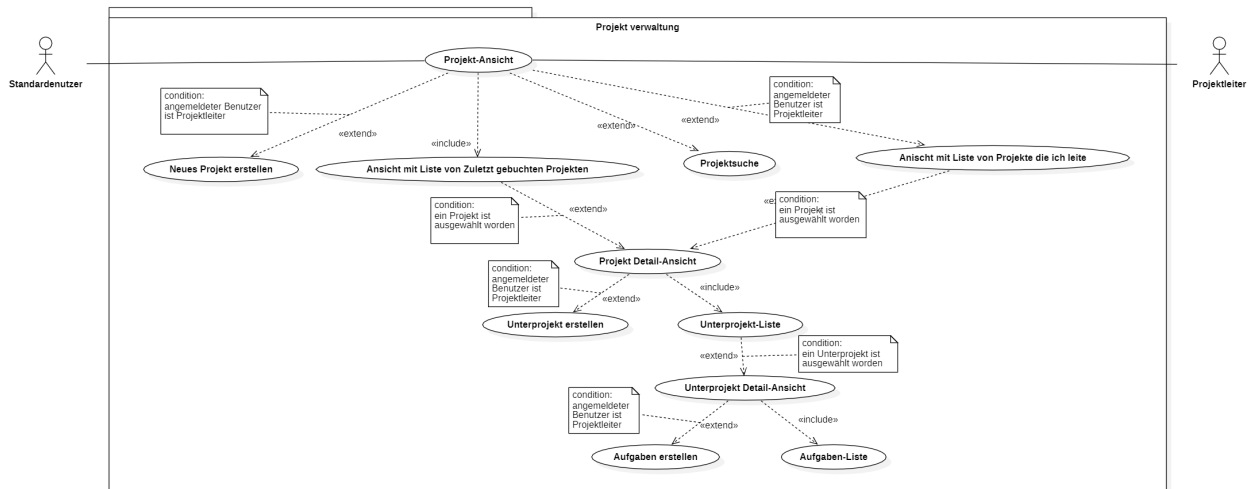 Projekt verwaltung
Standardenutzer
Projektleiter
Projekt-Ansicht
condition:
angemeldeter Benutzer
ist Projektleiter
condition:
angemeldeter
Benutzer ist
Projektleiter
«extend»
«include»
«extend»
«extend»
Neues Projekt erstellen
Ansicht mit Liste von Zuletzt gebuchten Projekten
Projektsuche
Anischt mit Liste von Projekte die ich leite
condition:
ein Projekt ist
ausgewählt worden
«extend»
«ex
condition:
ein Projekt ist
ausgewählt worden
Projekt Detail-Ansicht
condition:
angemeldeter
Benutzer ist
Projektleiter
«extend»
«include»
Unterprojekt erstellen
Unterprojekt-Liste
«extend»
condition:
ein Unterprojekt ist
ausgewählt worden
Unterprojekt Detail-Ansicht
condition:
angemeldeter
Benutzer ist
Projektleiter
«extend»
«include»
Aufgaben erstellen
Aufgaben-Liste